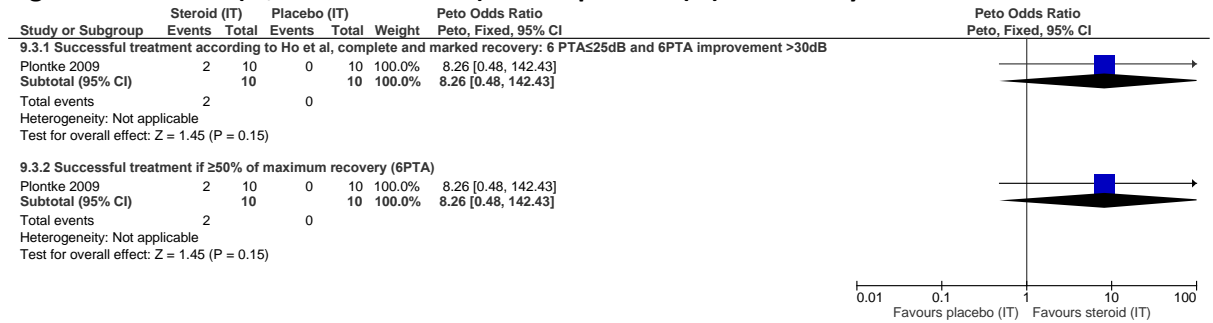 Steroid (IT) Placebo (IT) Peto Odds Ratio Peto Odds Ratio
Study or Subgroup Events Total Events Total Weight Peto, Fixed, 95% CI Peto, Fixed, 95% CI
9.3.1 Successful treatment according to Ho et al, complete and marked recovery: 6 PTA≤25dB and 6PTA improvement >30dB
Plontke 2009 2 10 0 10 100.0% 8.26 [0.48, 142.43]
Subtotal (95% CI) 10 10 100.0% 8.26 [0.48, 142.43]
Total events 2 0
Heterogeneity: Not applicable
Test for overall effect: Z = 1.45 (P = 0.15)
9.3.2 Successful treatment if ≥50% of maximum recovery (6PTA)
Plontke 2009 2 10 0 10 100.0% 8.26 [0.48, 142.43]
Subtotal (95% CI) 10 10 100.0% 8.26 [0.48, 142.43]
Total events 2 0
Heterogeneity: Not applicable
Test for overall effect: Z = 1.45 (P = 0.15)
0.01 0.1 1 10 100
Favours placebo (IT) Favours steroid (IT)